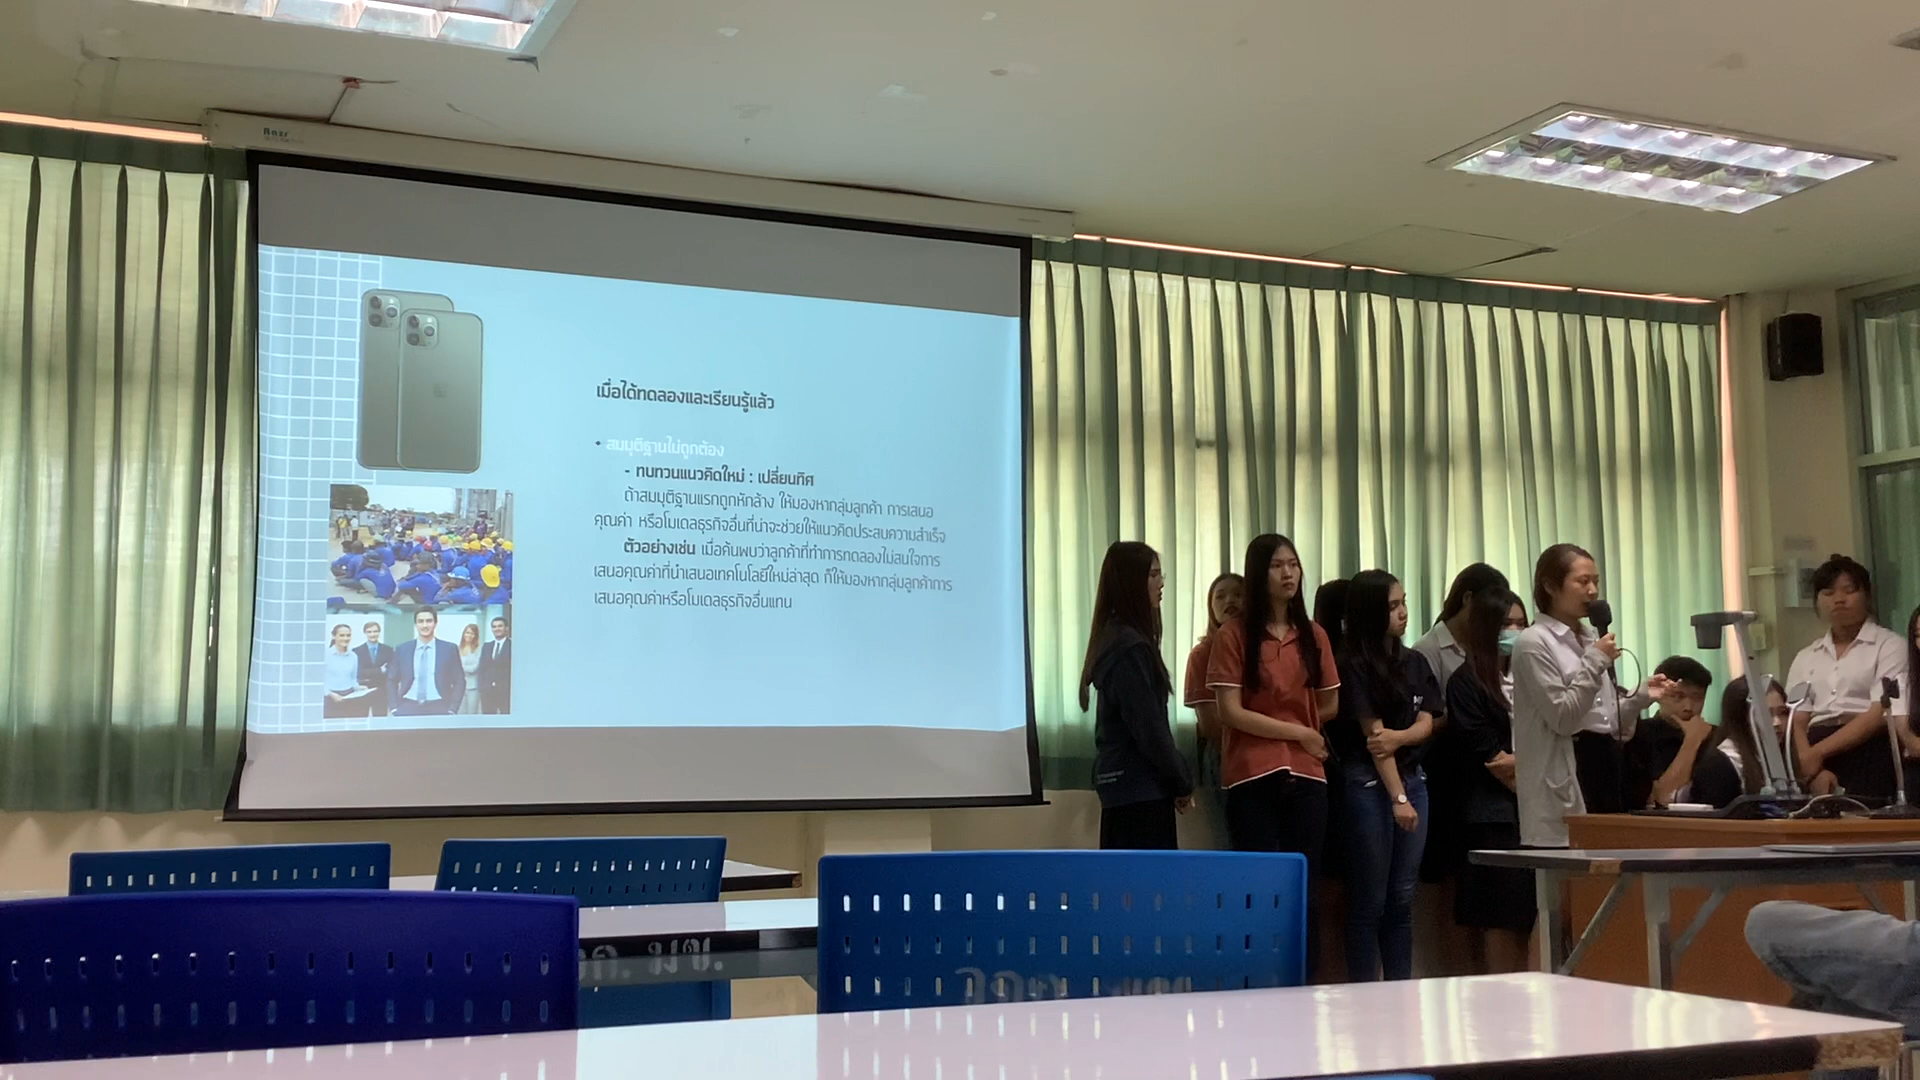 เมื่อได้ทดลองและเรียนรู้แล้ว
• สมมุติฐานไม่ถูกต้อง
- ทบทวนแนวคิดใหม่ : เปลี่ยนทิศ
ถ้าสมมุติฐานแรกถูกหักล้าง ให้มองหากลุ่มลูกค้า การเสนอ
คุณค่า หรือโมเดลธุรกิจอื่นที่น่าจะช่วยให้แนวคิดประสบความสำเร็จ
ตัวอย่างเช่น เมื่อค้นพบว่าลูกค้าที่ทำการทดลองไม่สนใจการ
เสนอคุณค่าที่นำเสนอเทคโนโลยีใหม่ล่าสุด ก็ให้มองหากลุ่มลูกค้าการ
เสนอคุณค่าหรือโมเดลธุรกิจอื่นแทน
มข.